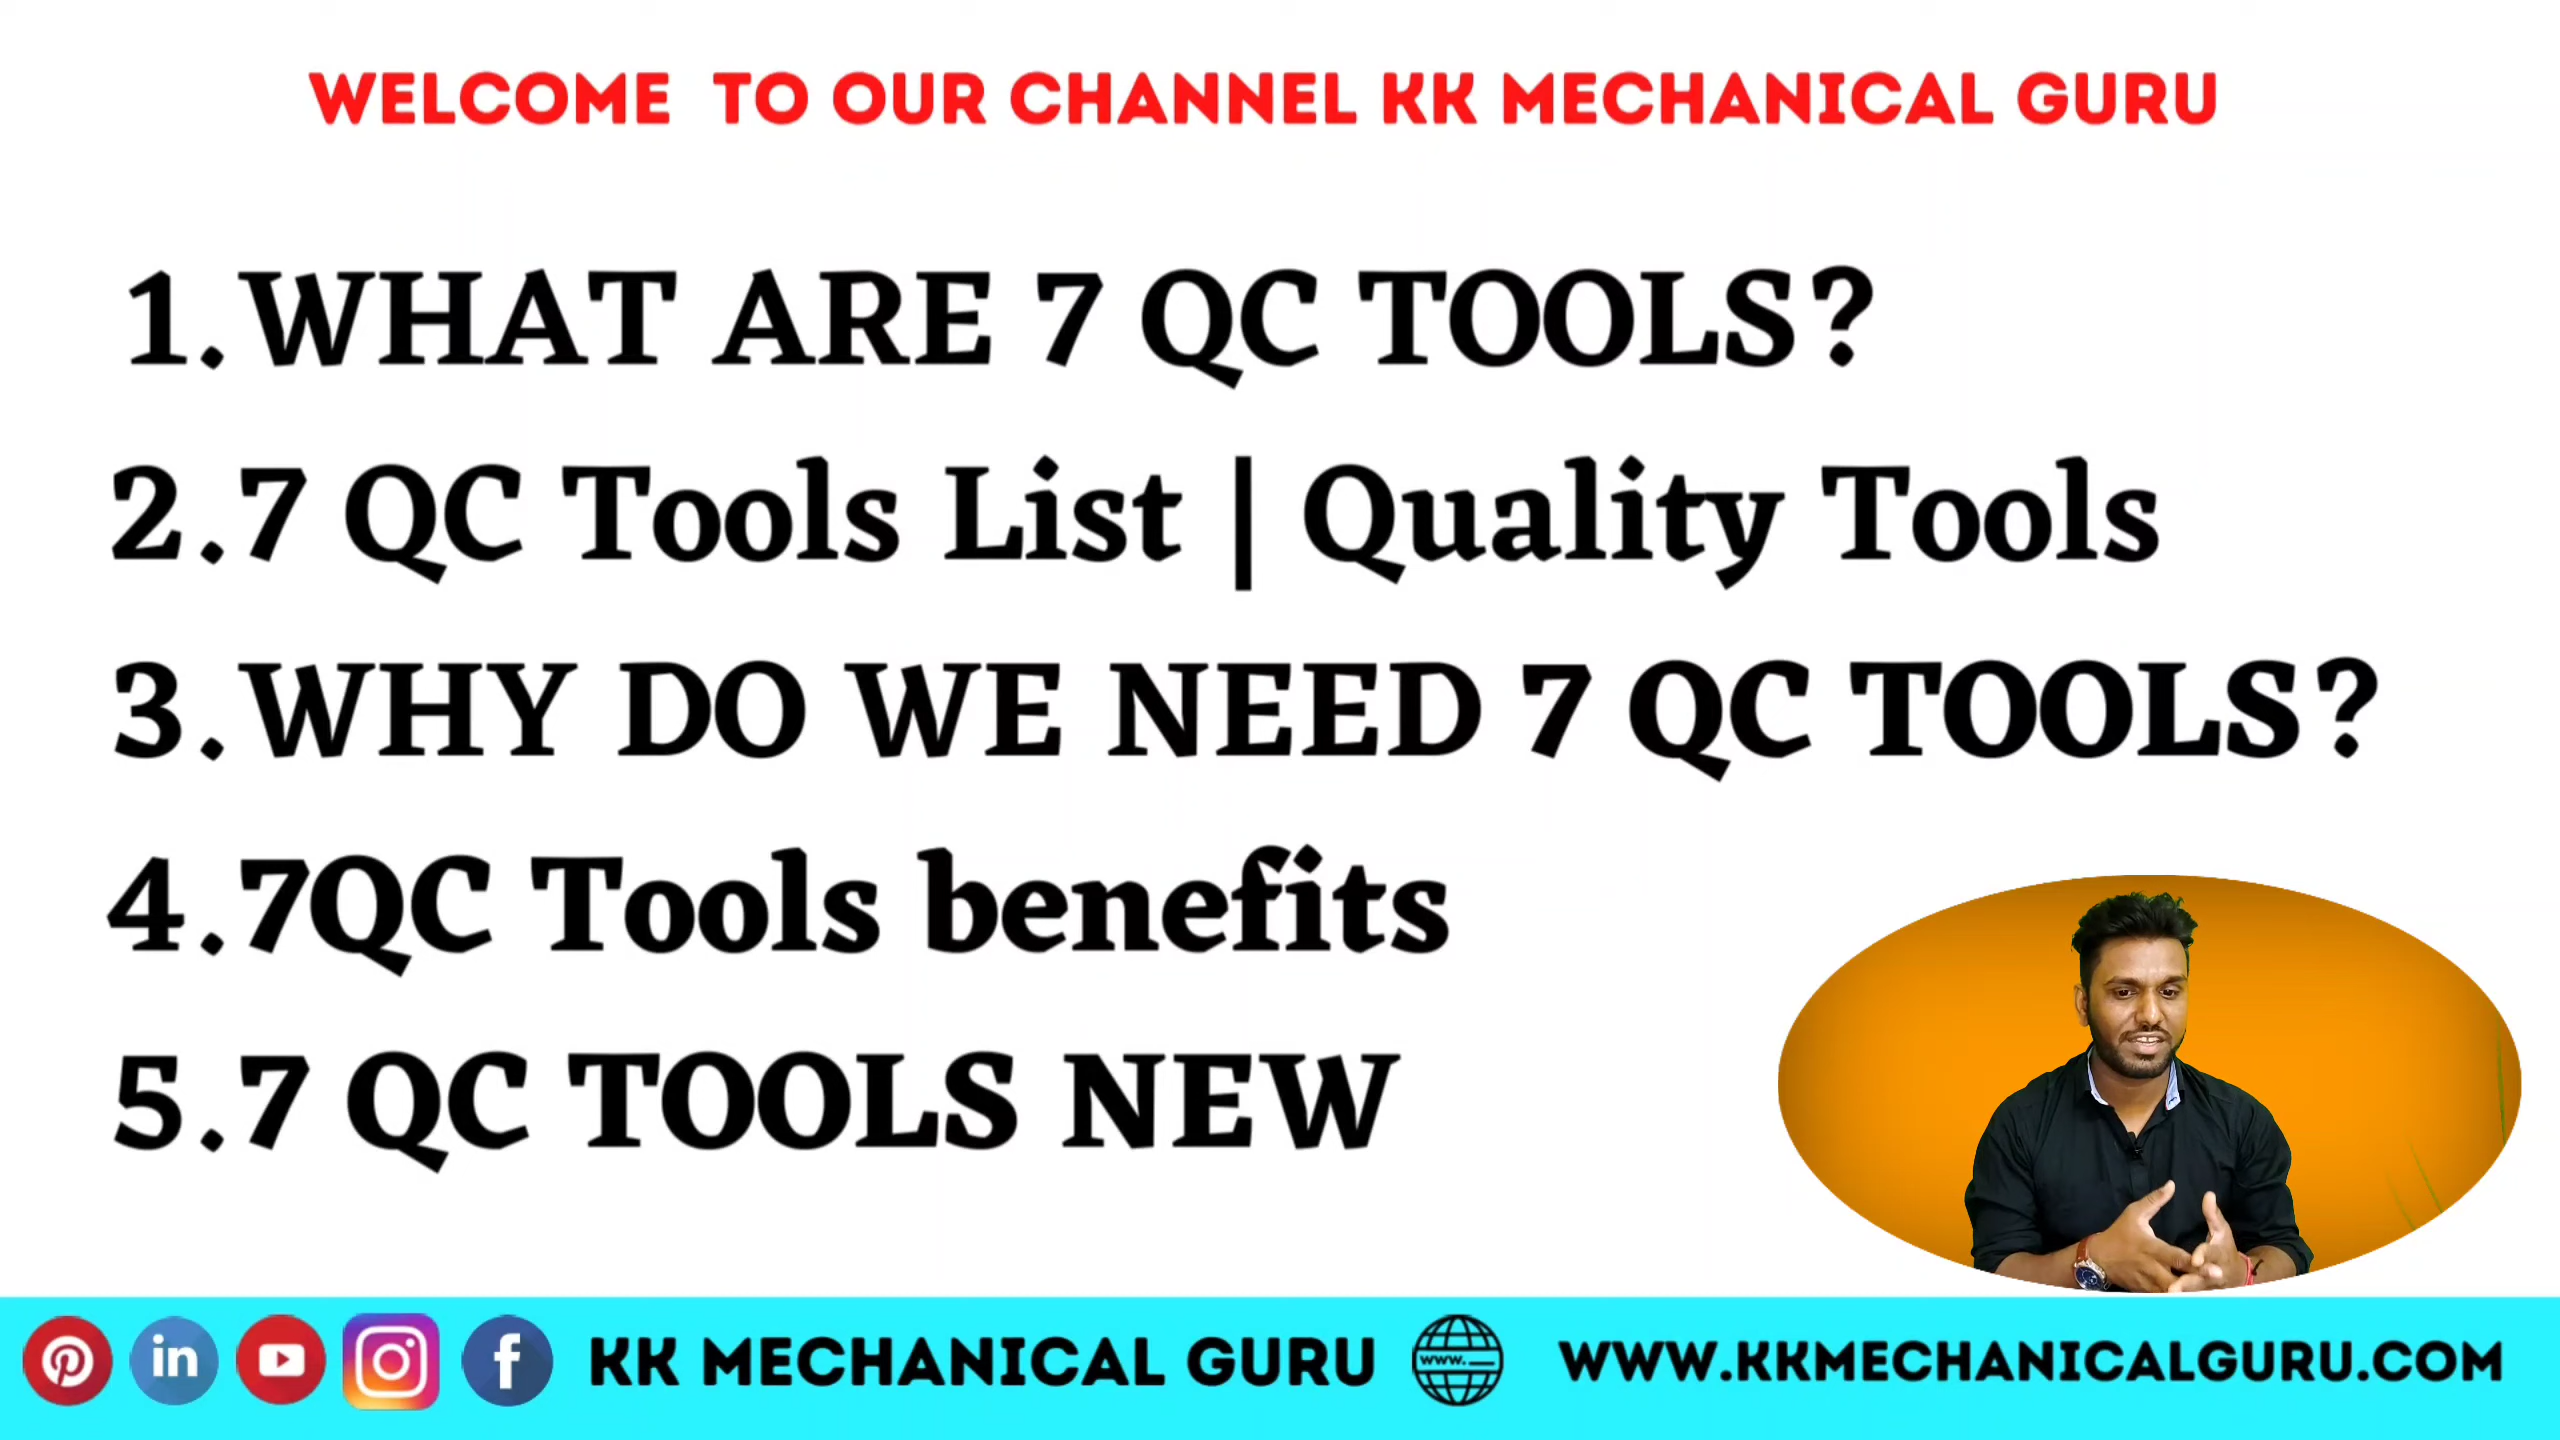 WELCOME TO OUR CHANNEL KK MECHANICAL GURU
1. WHAT ARE 7 QC TOOLS?
2. 7 QC Tools List | Quality Tools
3. WHY DO WE NEED 7 QC TOOLS?
4. 7QC Tools benefits
5. 7 QC TOOLS NEW
in f KK MECHANICAL GURU www. WWW.KKMECHANICALGURU.COM